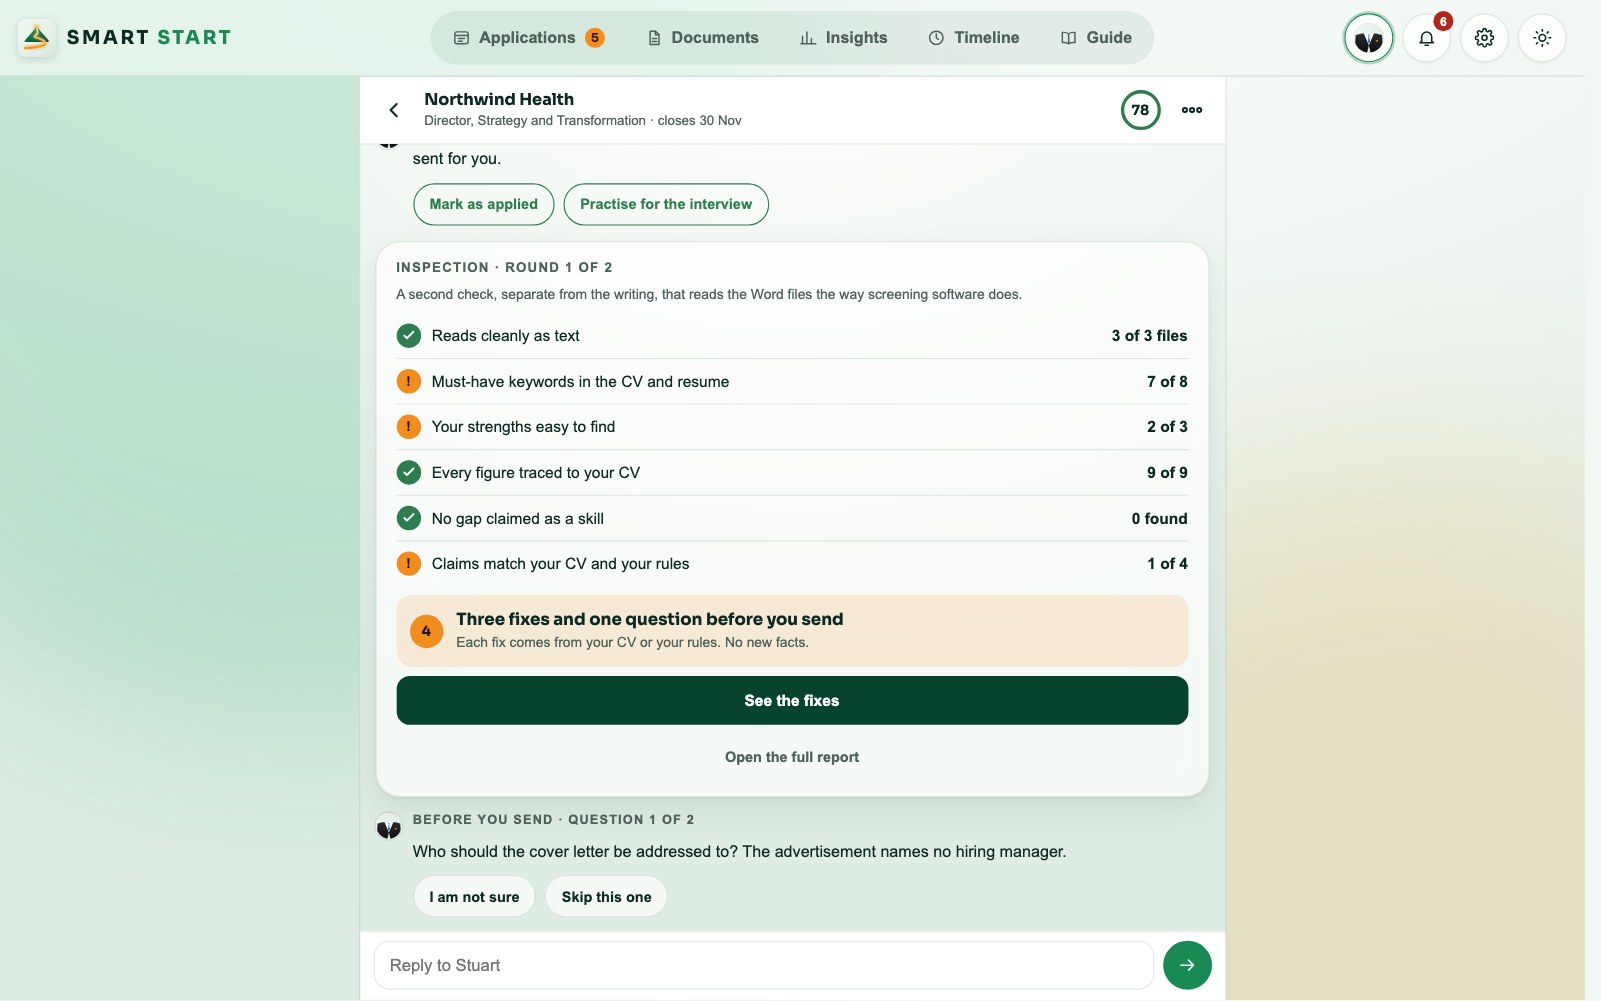 SMART START
Applications 5
Documents
Insights
Timeline
Guide
6
Northwind Health
Director, Strategy and Transformation · closes 30 Nov
78
sent for you.
Mark as applied
Practise for the interview
INSPECTION · ROUND 1 OF 2
A second check, separate from the writing, that reads the Word files the way screening software does.
Reads cleanly as text 3 of 3 files
! Must-have keywords in the CV and resume 7 of 8
! Your strengths easy to find 2 of 3
Every figure traced to your CV 9 of 9
No gap claimed as a skill 0 found
! Claims match your CV and your rules 1 of 4
4
Three fixes and one question before you send
Each fix comes from your CV or your rules. No new facts.
See the fixes
Open the full report
BEFORE YOU SEND · QUESTION 1 OF 2
Who should the cover letter be addressed to? The advertisement names no hiring manager.
I am not sure
Skip this one
Reply to Stuart